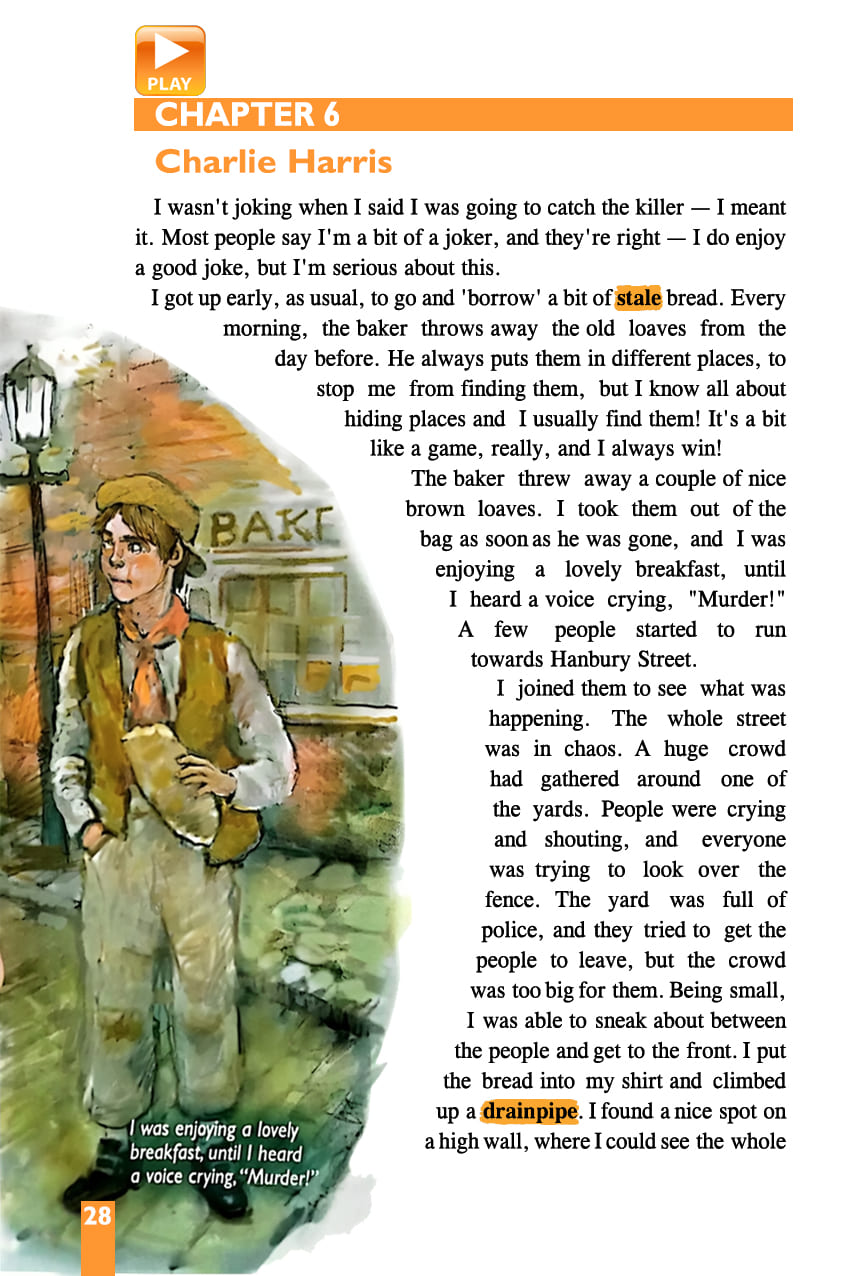 PLAY
CHAPTER 6
Charlie Harris
I wasn't joking when I said I was going to catch the killer — I meant
it. Most people say I'm a bit of a joker, and they're right — I do enjoy
a good joke, but I'm serious about this.
I got up early, as usual, to go and 'borrow' a bit of stale bread. Every
morning, the baker throws away the old loaves from the
day before. He always puts them in different places, to
stop me from finding them, but I know all about
hiding places and I usually find them! It's a bit
like a game, really, and I always win!
The baker threw away a couple of nice
brown loaves. I took them out of the
bag as soon as he was gone, and I was
enjoying a lovely breakfast, until
I heard a voice crying, "Murder!"
A few people started to run
towards Hanbury Street.
I joined them to see what was
happening. The whole street
was in chaos. A huge crowd
had gathered around one of
the yards. People were crying
and shouting, and everyone
was trying to look over the
fence. The yard was full of
police, and they tried to get the
people to leave, but the crowd
was too big for them. Being small,
I was able to sneak about between
the people and get to the front. I put
the bread into my shirt and climbed
up a drainpipe. I found a nice spot on
a high wall, where I could see the whole
BAKE
I was enjoying a lovely
breakfast, until I heard
a voice crying, “Murder!”
28